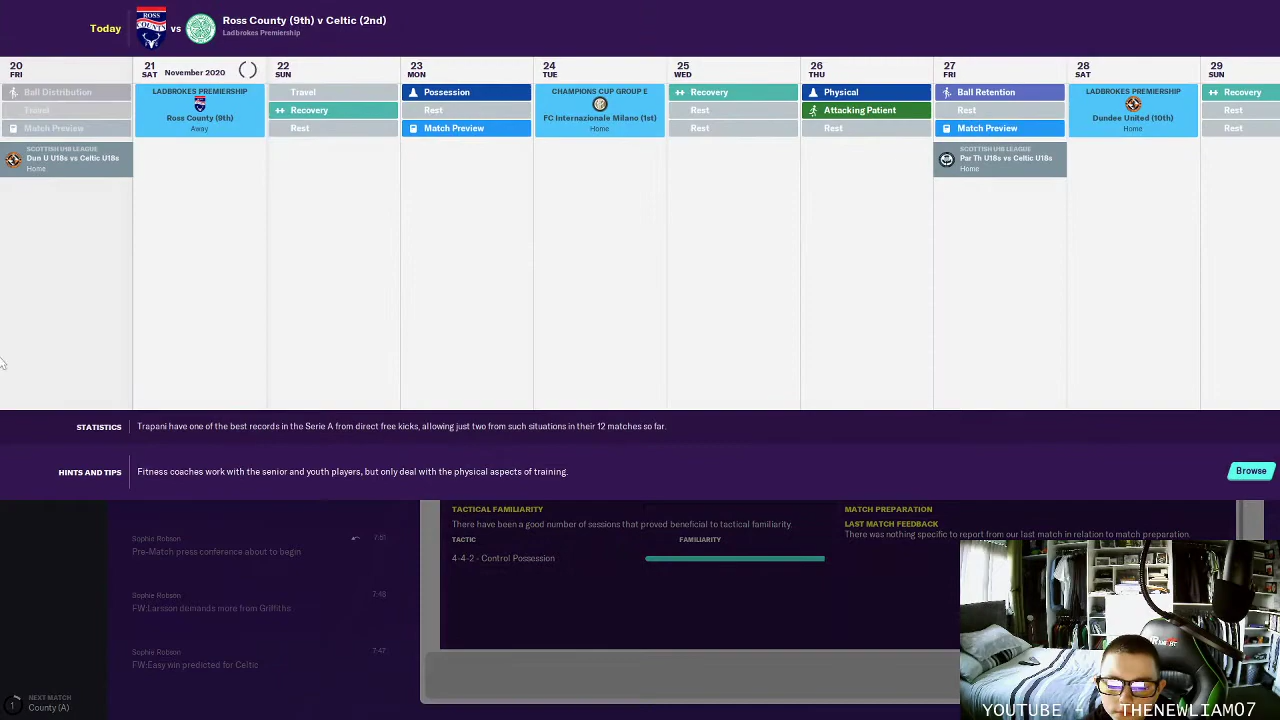 Today
vs
Ross County (9th) v Celtic (2nd)
Ladbrokes Premiership
20
FRI
Ball Distribution
Travel
Match Preview
SCOTTISH U18 LEAGUE
Dun U U18s vs Celtic U18s
Home
21
SAT
November 2020
LADBROKES PREMIERSHIP
Ross County (9th)
Away
22
SUN
Travel
Recovery
Rest
23
MON
Possession
Rest
Match Preview
24
TUE
CHAMPIONS CUP GROUP E
FC Internazionale Milano (1st)
Home
25
WED
Recovery
Rest
Rest
26
THU
Physical
Attacking Patient
Rest
27
FRI
Ball Retention
Rest
Match Preview
SCOTTISH U18 LEAGUE
Par Th U18s vs Celtic U18s
Home
28
SAT
LADBROKES PREMIERSHIP
Dundee United (10th)
Home
29
SUN
Recovery
Rest
Rest
STATISTICS
Trapani have one of the best records in the Serie A from direct free kicks, allowing just two from such situations in their 12 matches so far.
HINTS AND TIPS
Fitness coaches work with the senior and youth players, but only deal with the physical aspects of training.
Browse
Sophie Robson
7:51
Pre-Match press conference about to begin
Sophie Robson
7:48
FW:Larsson demands more from Griffiths
Sophie Robson
7:47
FW:Easy win predicted for Celtic
TACTICAL FAMILIARITY
There have been a good number of sessions that proved beneficial to tactical familiarity.
TACTIC
FAMILIARITY
4-4-2 - Control Possession
MATCH PREPARATION
LAST MATCH FEEDBACK
There was nothing specific to report from our last match in relation to match preparation.
1
NEXT MATCH
County (A)
YOUTUBE - THENEWLIAM07